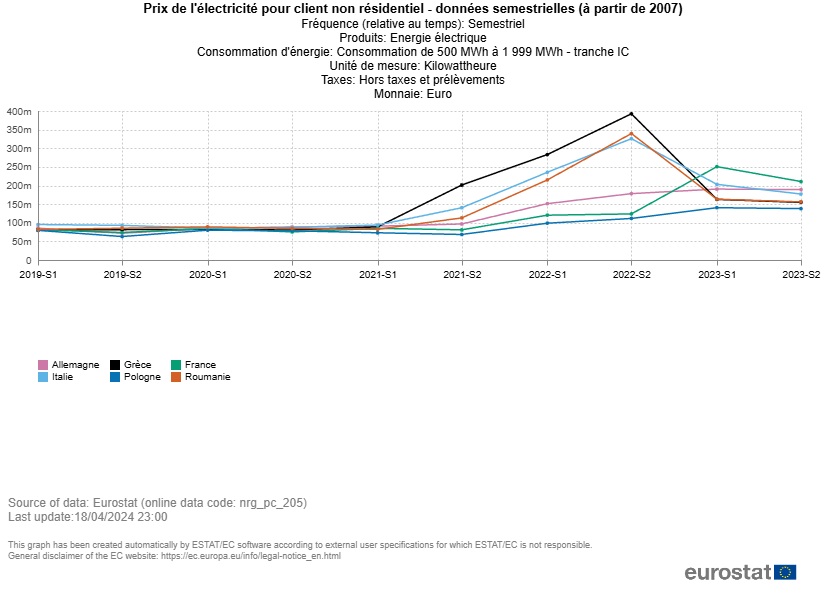 Prix de l'électricité pour client non résidentiel - données semestrielles (à partir de 2007)
Fréquence (relative au temps): Semestriel
Produits: Energie électrique
Consommation d'énergie: Consommation de 500 MWh à 1 999 MWh - tranche IC
Unité de mesure: Kilowattheure
Taxes: Hors taxes et prélèvements
Monnaie: Euro
400m
350m
300m
250m
200m
150m
100m
50m
0
2019-S1 2019-S2 2020-S1 2020-S2 2021-S1 2021-S2 2022-S1 2022-S2 2023-S1 2023-S2
Allemagne Grèce France
Italie Pologne Roumanie
Source of data: Eurostat (online data code: nrg_pc_205)
Last update:18/04/2024 23:00
This graph has been created automatically by ESTAT/EC software according to external user specifications for which ESTAT/EC is not responsible.
General disclaimer of the EC website: https://ec.europa.eu/info/legal-notice_en.html
eurostat